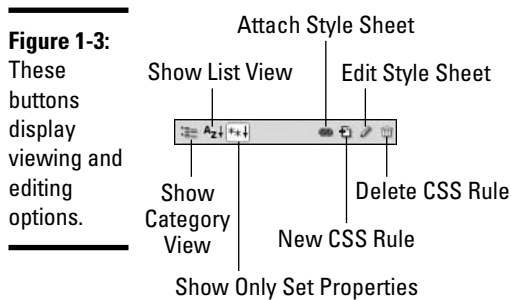 Figure 1-3:
These
buttons
display
viewing and
editing
options.
Attach Style Sheet
Show List View
Edit Style Sheet
AZ
Show
Category
View
Delete CSS Rule
New CSS Rule
Show Only Set Properties